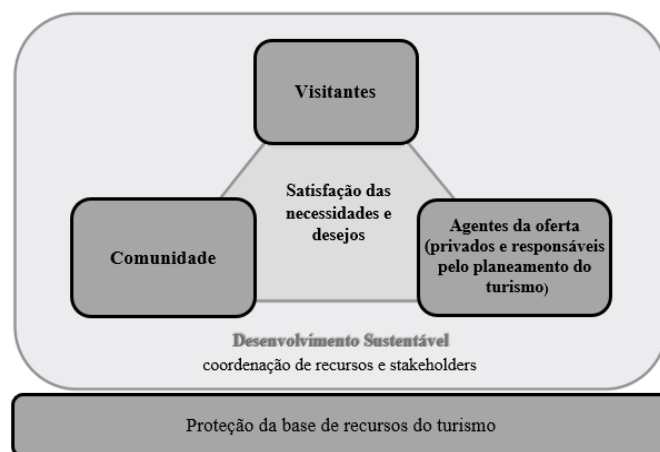 Visitantes
Satisfação das
necessidades e
desejos
Comunidade
Agentes da oferta
(privados e responsáveis
pelo planeamento do
turismo)
Desenvolvimento Sustentável
coordenação de recursos e stakeholders
Proteção da base de recursos do turismo